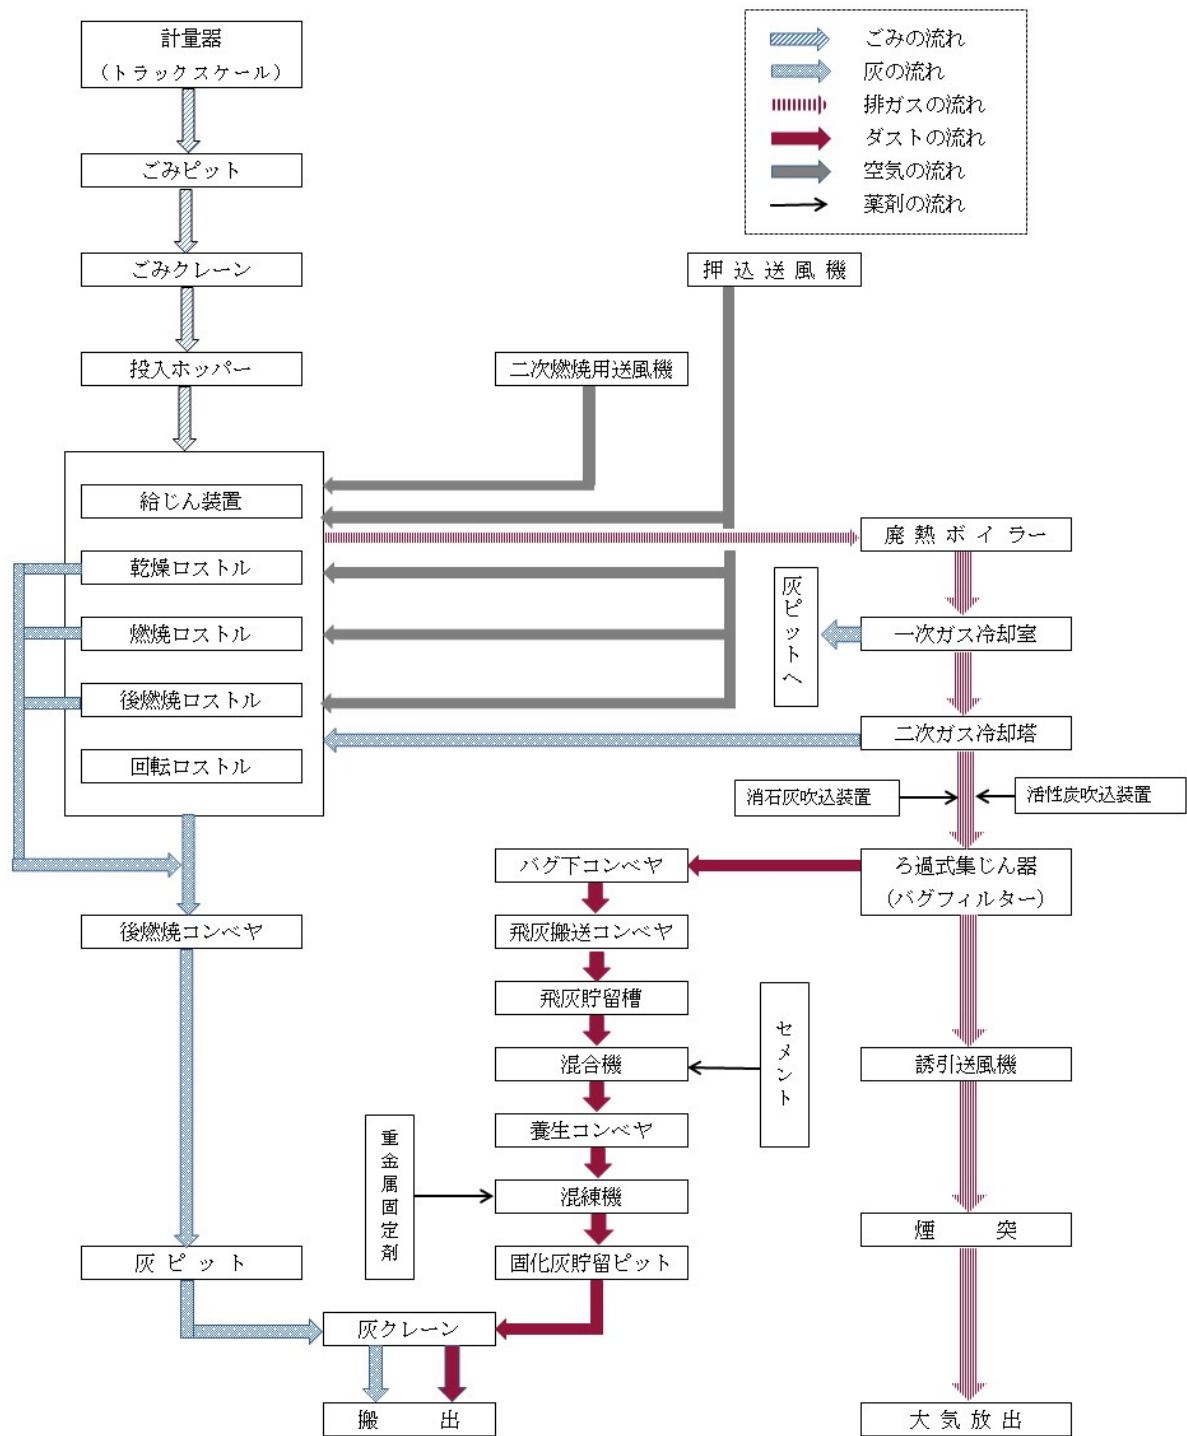 計量器
(トラックスケール)
ごみの流れ
灰の流れ
排ガスの流れ
ダストの流れ
空気の流れ
薬剤の流れ
ごみピット
ごみクレーン
押込送風機
投入ホッパー
二次燃焼用送風機
給じん装置
乾燥ロストル
燃焼ロストル
後燃焼ロストル
回転ロストル
廃熱ボイラー
灰ピットへ
一次ガス冷却室
二次ガス冷却塔
消石灰吹込装置
活性炭吹込装置
バグ下コンベヤ
ろ過式集じん器
(バグフィルター)
後燃焼コンベヤ
飛灰搬送コンベヤ
飛灰貯留槽
セメント
混合機
誘引送風機
養生コンベヤ
重金属固定剤
混練機
煙突
灰ピット
固化灰貯留ピット
灰クレーン
搬出
大気放出